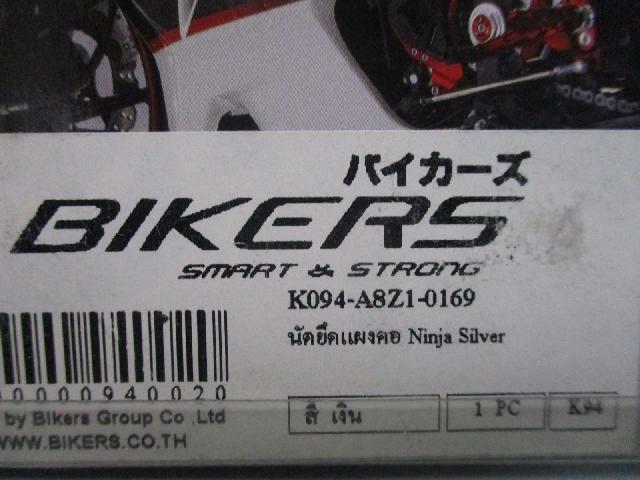 バイカーズ
BIKERS
SMART & STRONG
K094-A8Z1-0169
นัตยึดแผงคอ Ninja Silver
0000940020
by Bikers Group Co ,Ltd
WWW.BIKERS.CO.TH
สี เงิน
1 PC
K94